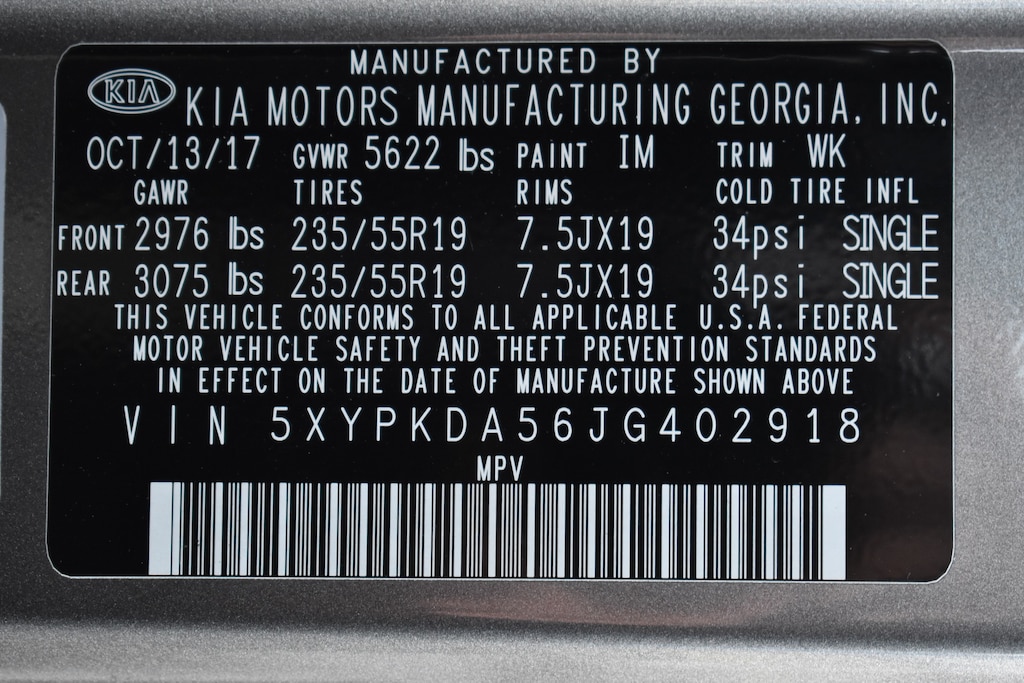 MANUFACTURED BY
KIA KIA MOTORS MANUFACTURING GEORGIA, INC.
OCT/13/17 GVWR 5622 lbs PAINT IM TRIM WK
GAWR TIRES RIMS COLD TIRE INFL
FRONT 2976 lbs 235/55R19 7.5JX19 34psi SINGLE
REAR 3075 lbs 235/55R19 7.5JX19 34psi SINGLE
THIS VEHICLE CONFORMS TO ALL APPLICABLE U.S.A. FEDERAL
MOTOR VEHICLE SAFETY AND THEFT PREVENTION STANDARDS
IN EFFECT ON THE DATE OF MANUFACTURE SHOWN ABOVE
VIN 5XYPKDA56JG402918
MPV